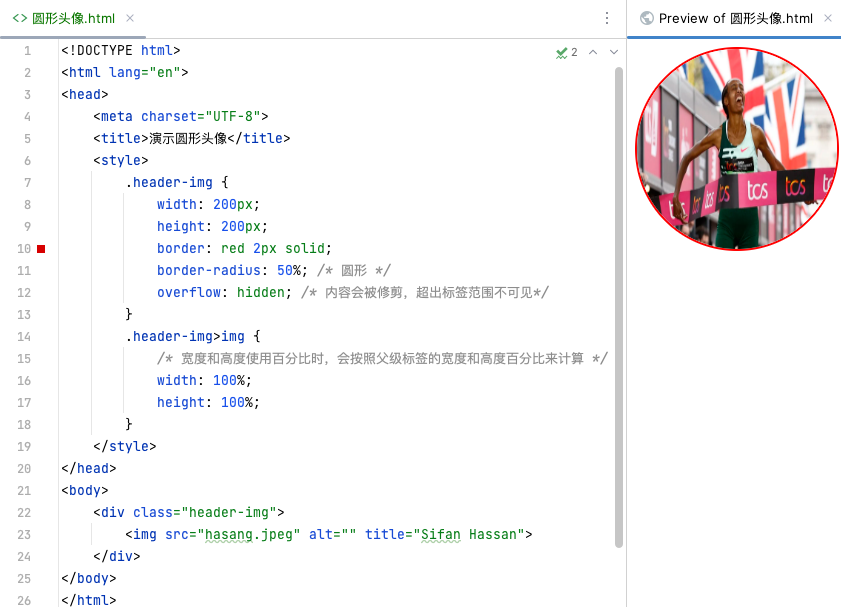 圆形头像.html
Preview of 圆形头像.html
2
1 <!DOCTYPE html>
2 <html lang="en">
3 <head>
4 <meta charset="UTF-8">
5 <title>演示圆形头像</title>
6 <style>
7 .header-img {
8 width: 200px;
9 height: 200px;
10 border: red 2px solid;
11 border-radius: 50%; /* 圆形 */
12 overflow: hidden; /* 内容会被修剪，超出标签范围不可见*/
13 }
14 .header-img>img {
15 /* 宽度和高度使用百分比时，会按照父级标签的宽度和高度百分比来计算 */
16 width: 100%;
17 height: 100%;
18 }
19 </style>
20 </head>
21 <body>
22 <div class="header-img">
23 <img src="hasang.jpeg" alt="" title="Sifan Hassan">
24 </div>
25 </body>
26 </html>
tcs tcs tcs